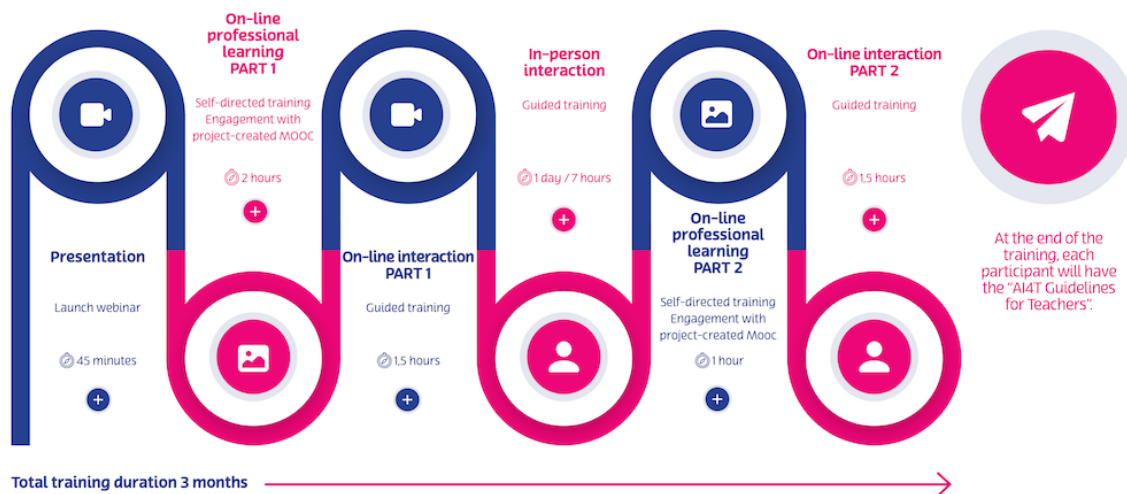 Presentation
Launch webinar
45 minutes
On-line
professional
learning
PART 1
Self-directed training
Engagement with
project-created MOOC
2 hours
On-line interaction
PART 1
Guided training
1,5 hours
In-person
interaction
Guided training
1 day / 7 hours
On-line
professional
learning
PART 2
Self-directed training
Engagement with
project-created Mooc
1 hour
On-line interaction
PART 2
Guided training
1,5 hours
At the end of the
training, each
participant will have
the "AI4T Guidelines
for Teachers".
Total training duration 3 months